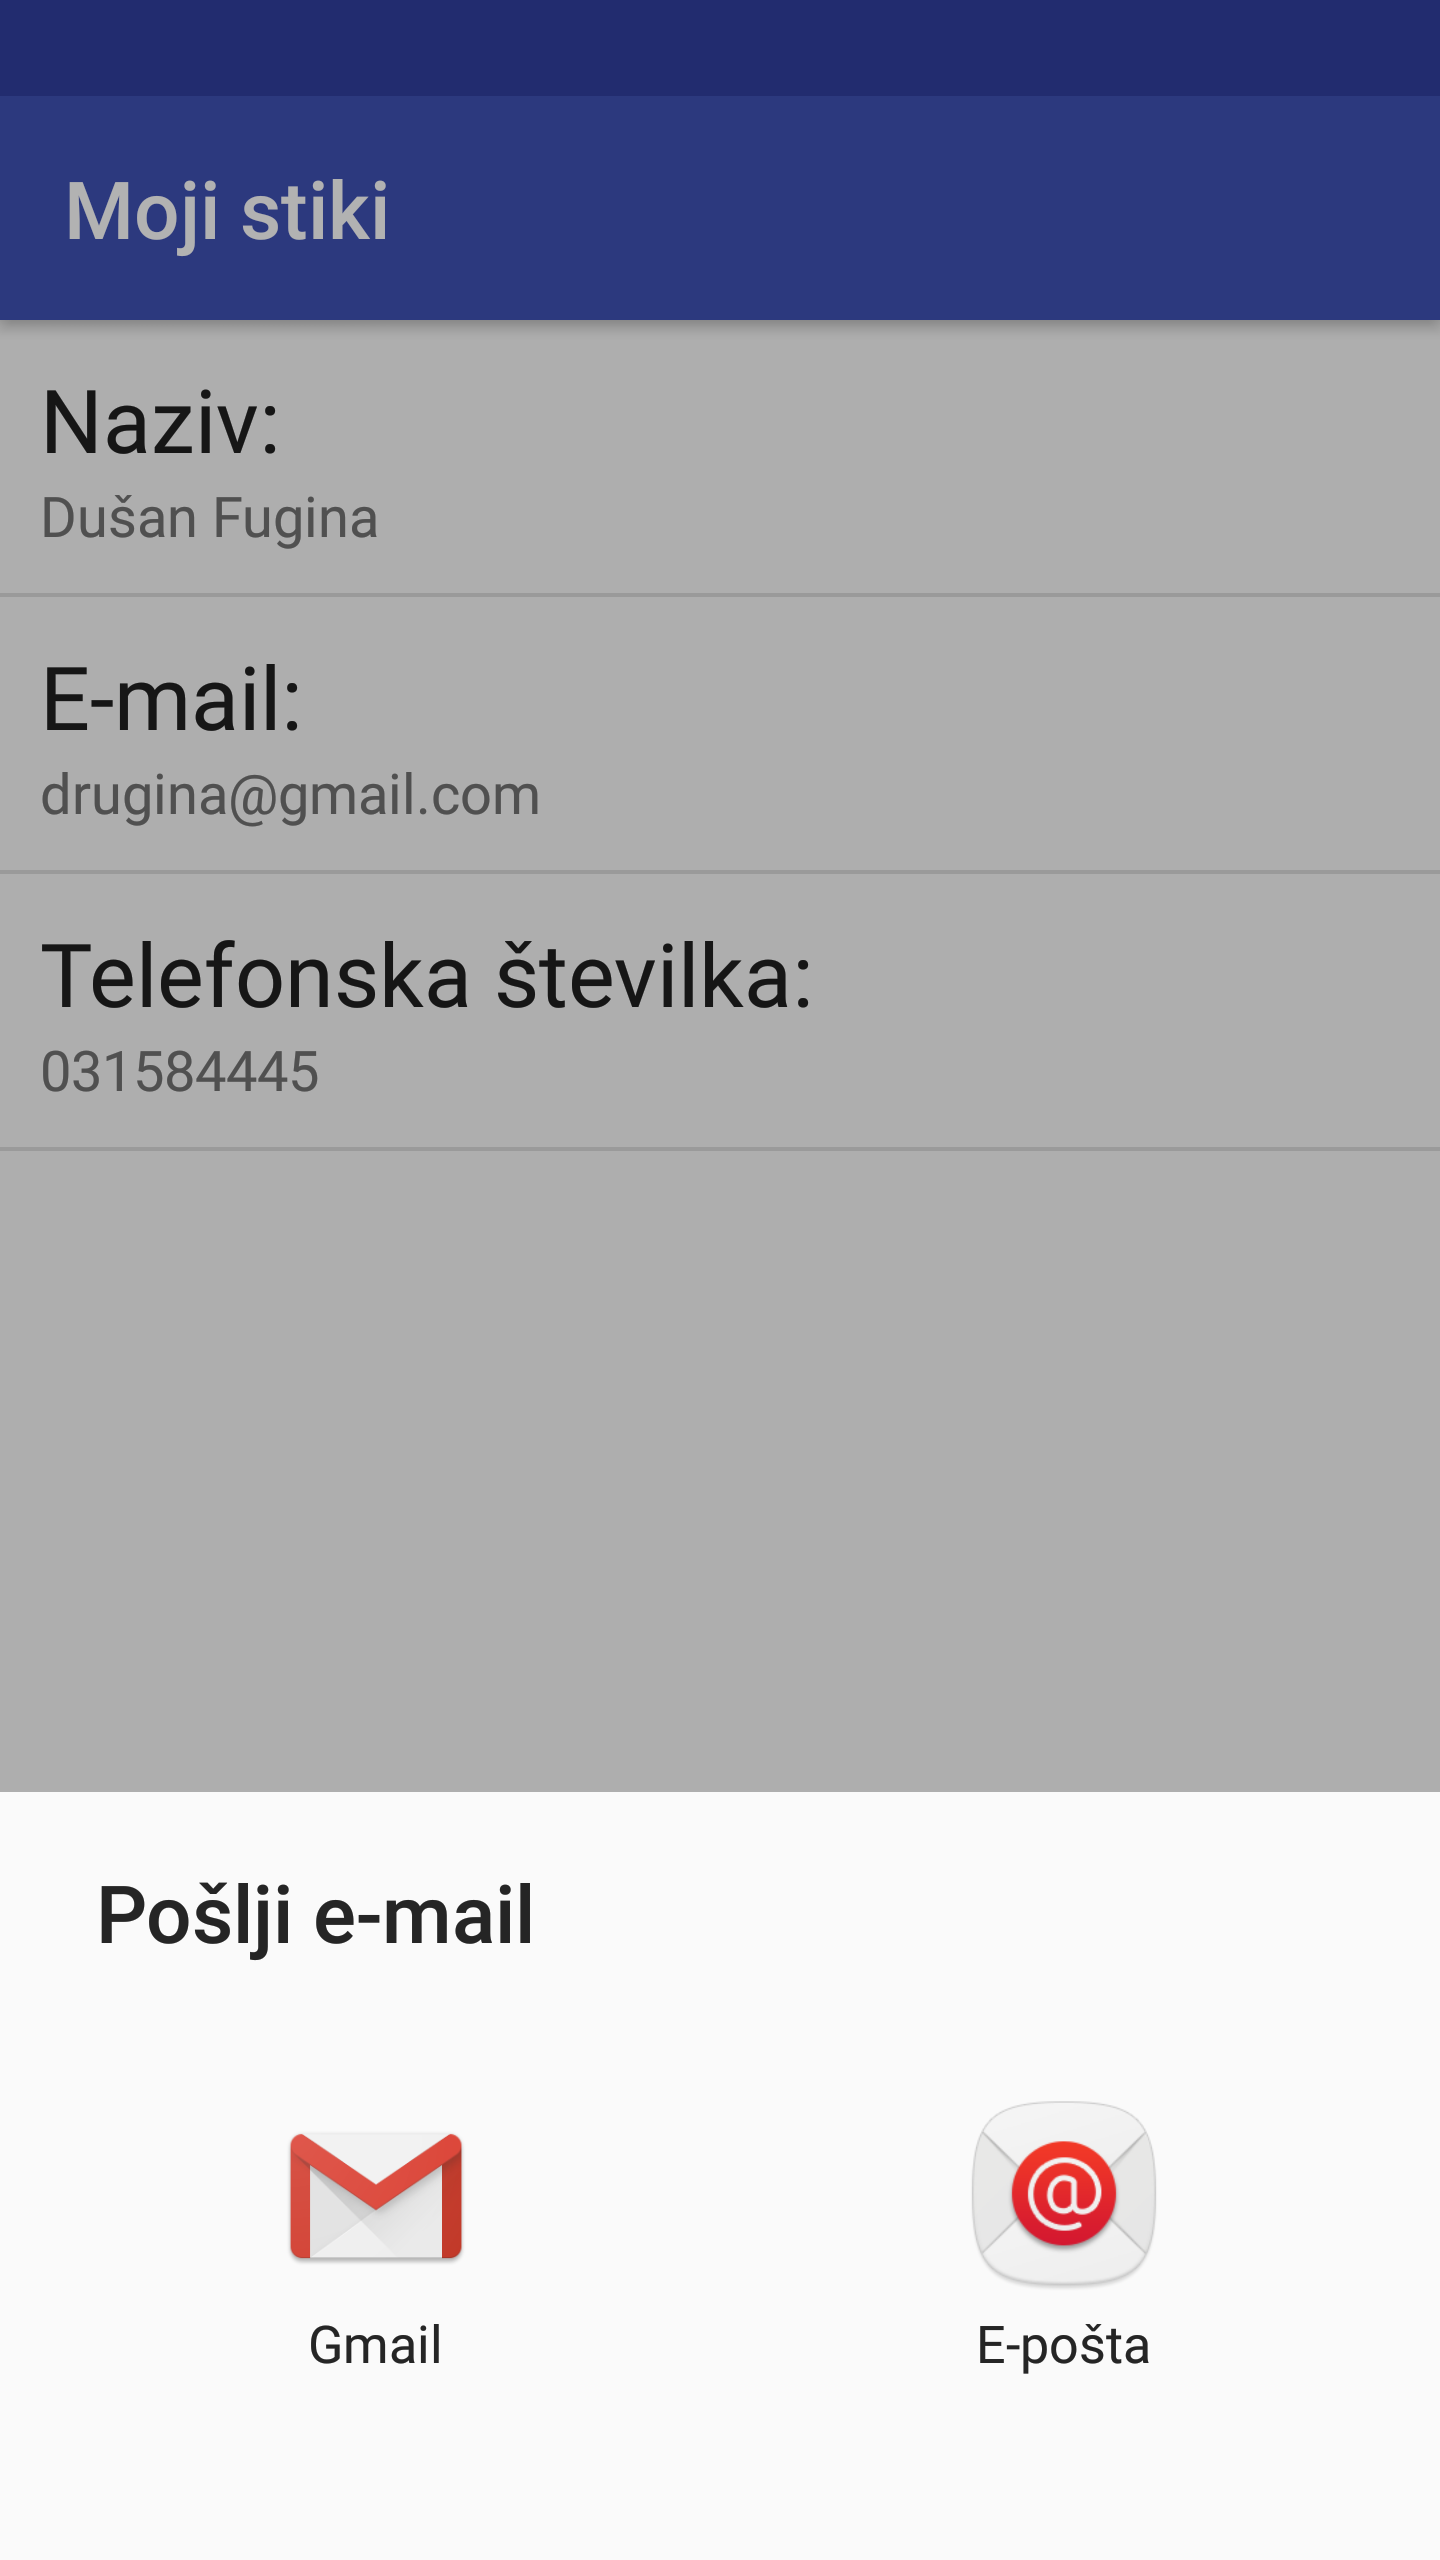 Moji stiki
Naziv:
Dušan Fugina
E-mail:
drugina@gmail.com
Telefonska številka:
031584445
Pošlji e-mail
@
Gmail
E-pošta